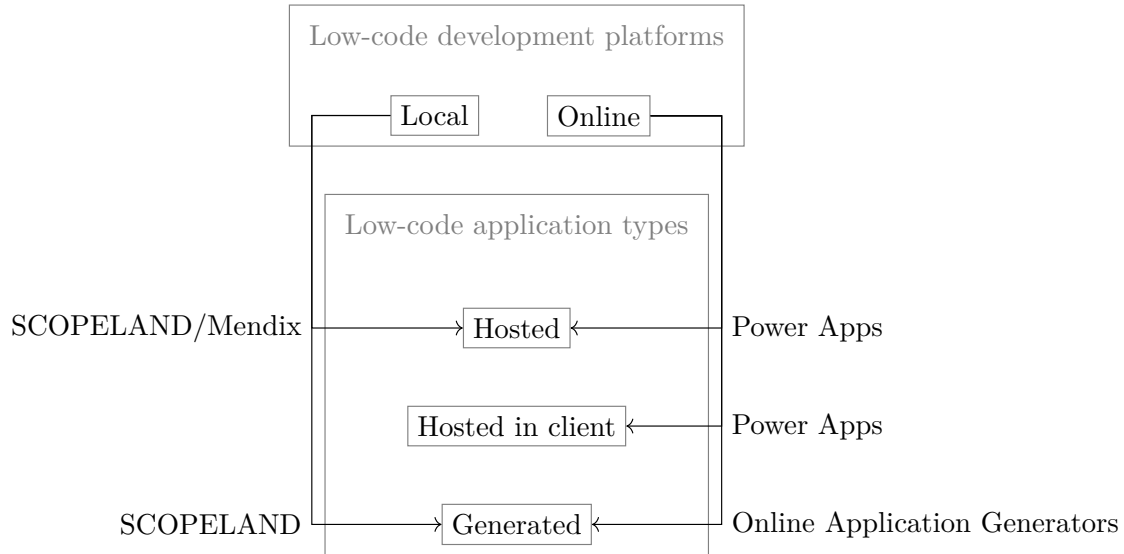 Low-code development platforms
Local Online
Low-code application types
SCOPELAND/Mendix Hosted Power Apps
Hosted in client Power Apps
SCOPELAND Generated Online Application Generators